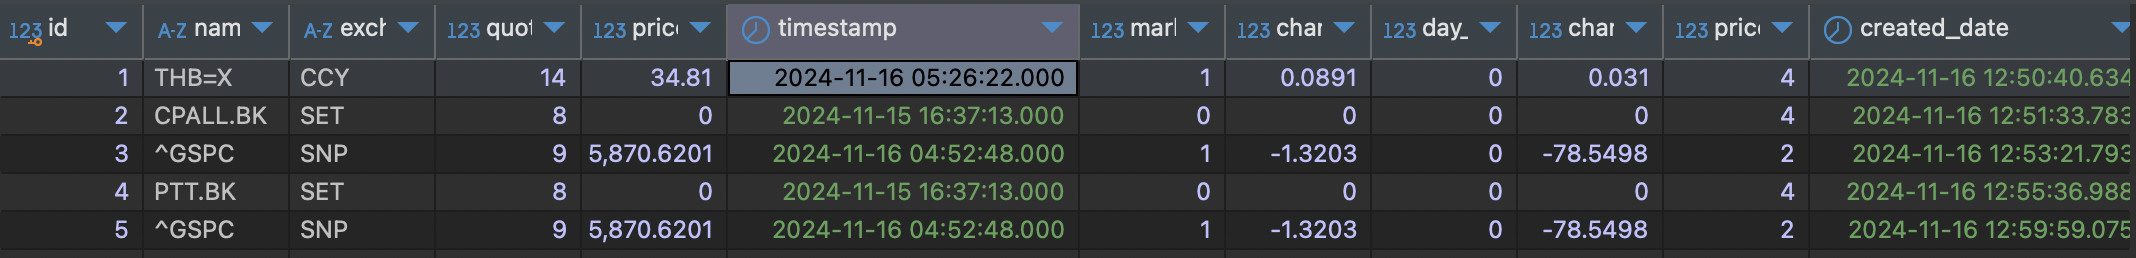 123 id A-Z nam A-Z exch 123 quot 123 price timestamp 123 mark 123 char 123 day_ 123 char 123 price created_date
1 THB=X CCY 14 34.81 2024-11-16 05:26:22.000 1 0.0891 0 0.031 4 2024-11-16 12:50:40.634
2 CPALL.BK SET 8 0 2024-11-15 16:37:13.000 0 0 0 0 4 2024-11-16 12:51:33.783
3 ^GSPC SNP 9 5,870.6201 2024-11-16 04:52:48.000 1 -1.3203 0 -78.5498 2 2024-11-16 12:53:21.793
4 PTT.BK SET 8 0 2024-11-15 16:37:13.000 0 0 0 0 4 2024-11-16 12:55:36.988
5 ^GSPC SNP 9 5,870.6201 2024-11-16 04:52:48.000 1 -1.3203 0 -78.5498 2 2024-11-16 12:59:59.075